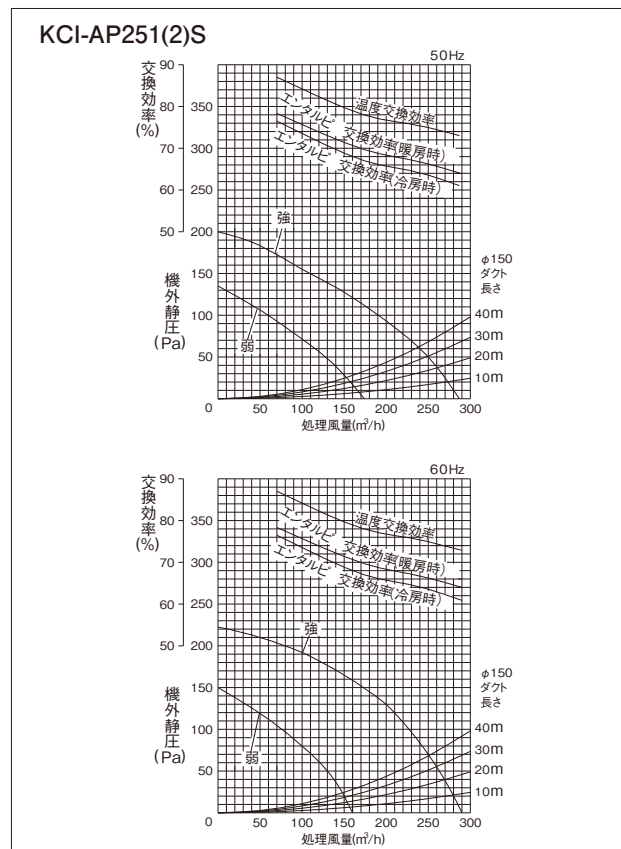 KCI-AP251(2)S
50Hz
交換効率
(%)
90
80
70
60
50
350
300
250
200
150
100
50
0
機外静圧
(Pa)
温度交換効率
エンタルピ 交換効率(暖房時)
エンタルピ 交換効率(冷房時)
強
弱
φ150
ダクト
長さ
40m
30m
20m
10m
0 50 100 150 200 250 300
処理風量(m³/h)
60Hz
交換効率
(%)
90
80
70
60
50
350
300
250
200
150
100
50
0
機外静圧
(Pa)
温度交換効率
エンタルピ 交換効率(暖房時)
エンタルピ 交換効率(冷房時)
強
弱
φ150
ダクト
長さ
40m
30m
20m
10m
0 50 100 150 200 250 300
処理風量(m³/h)